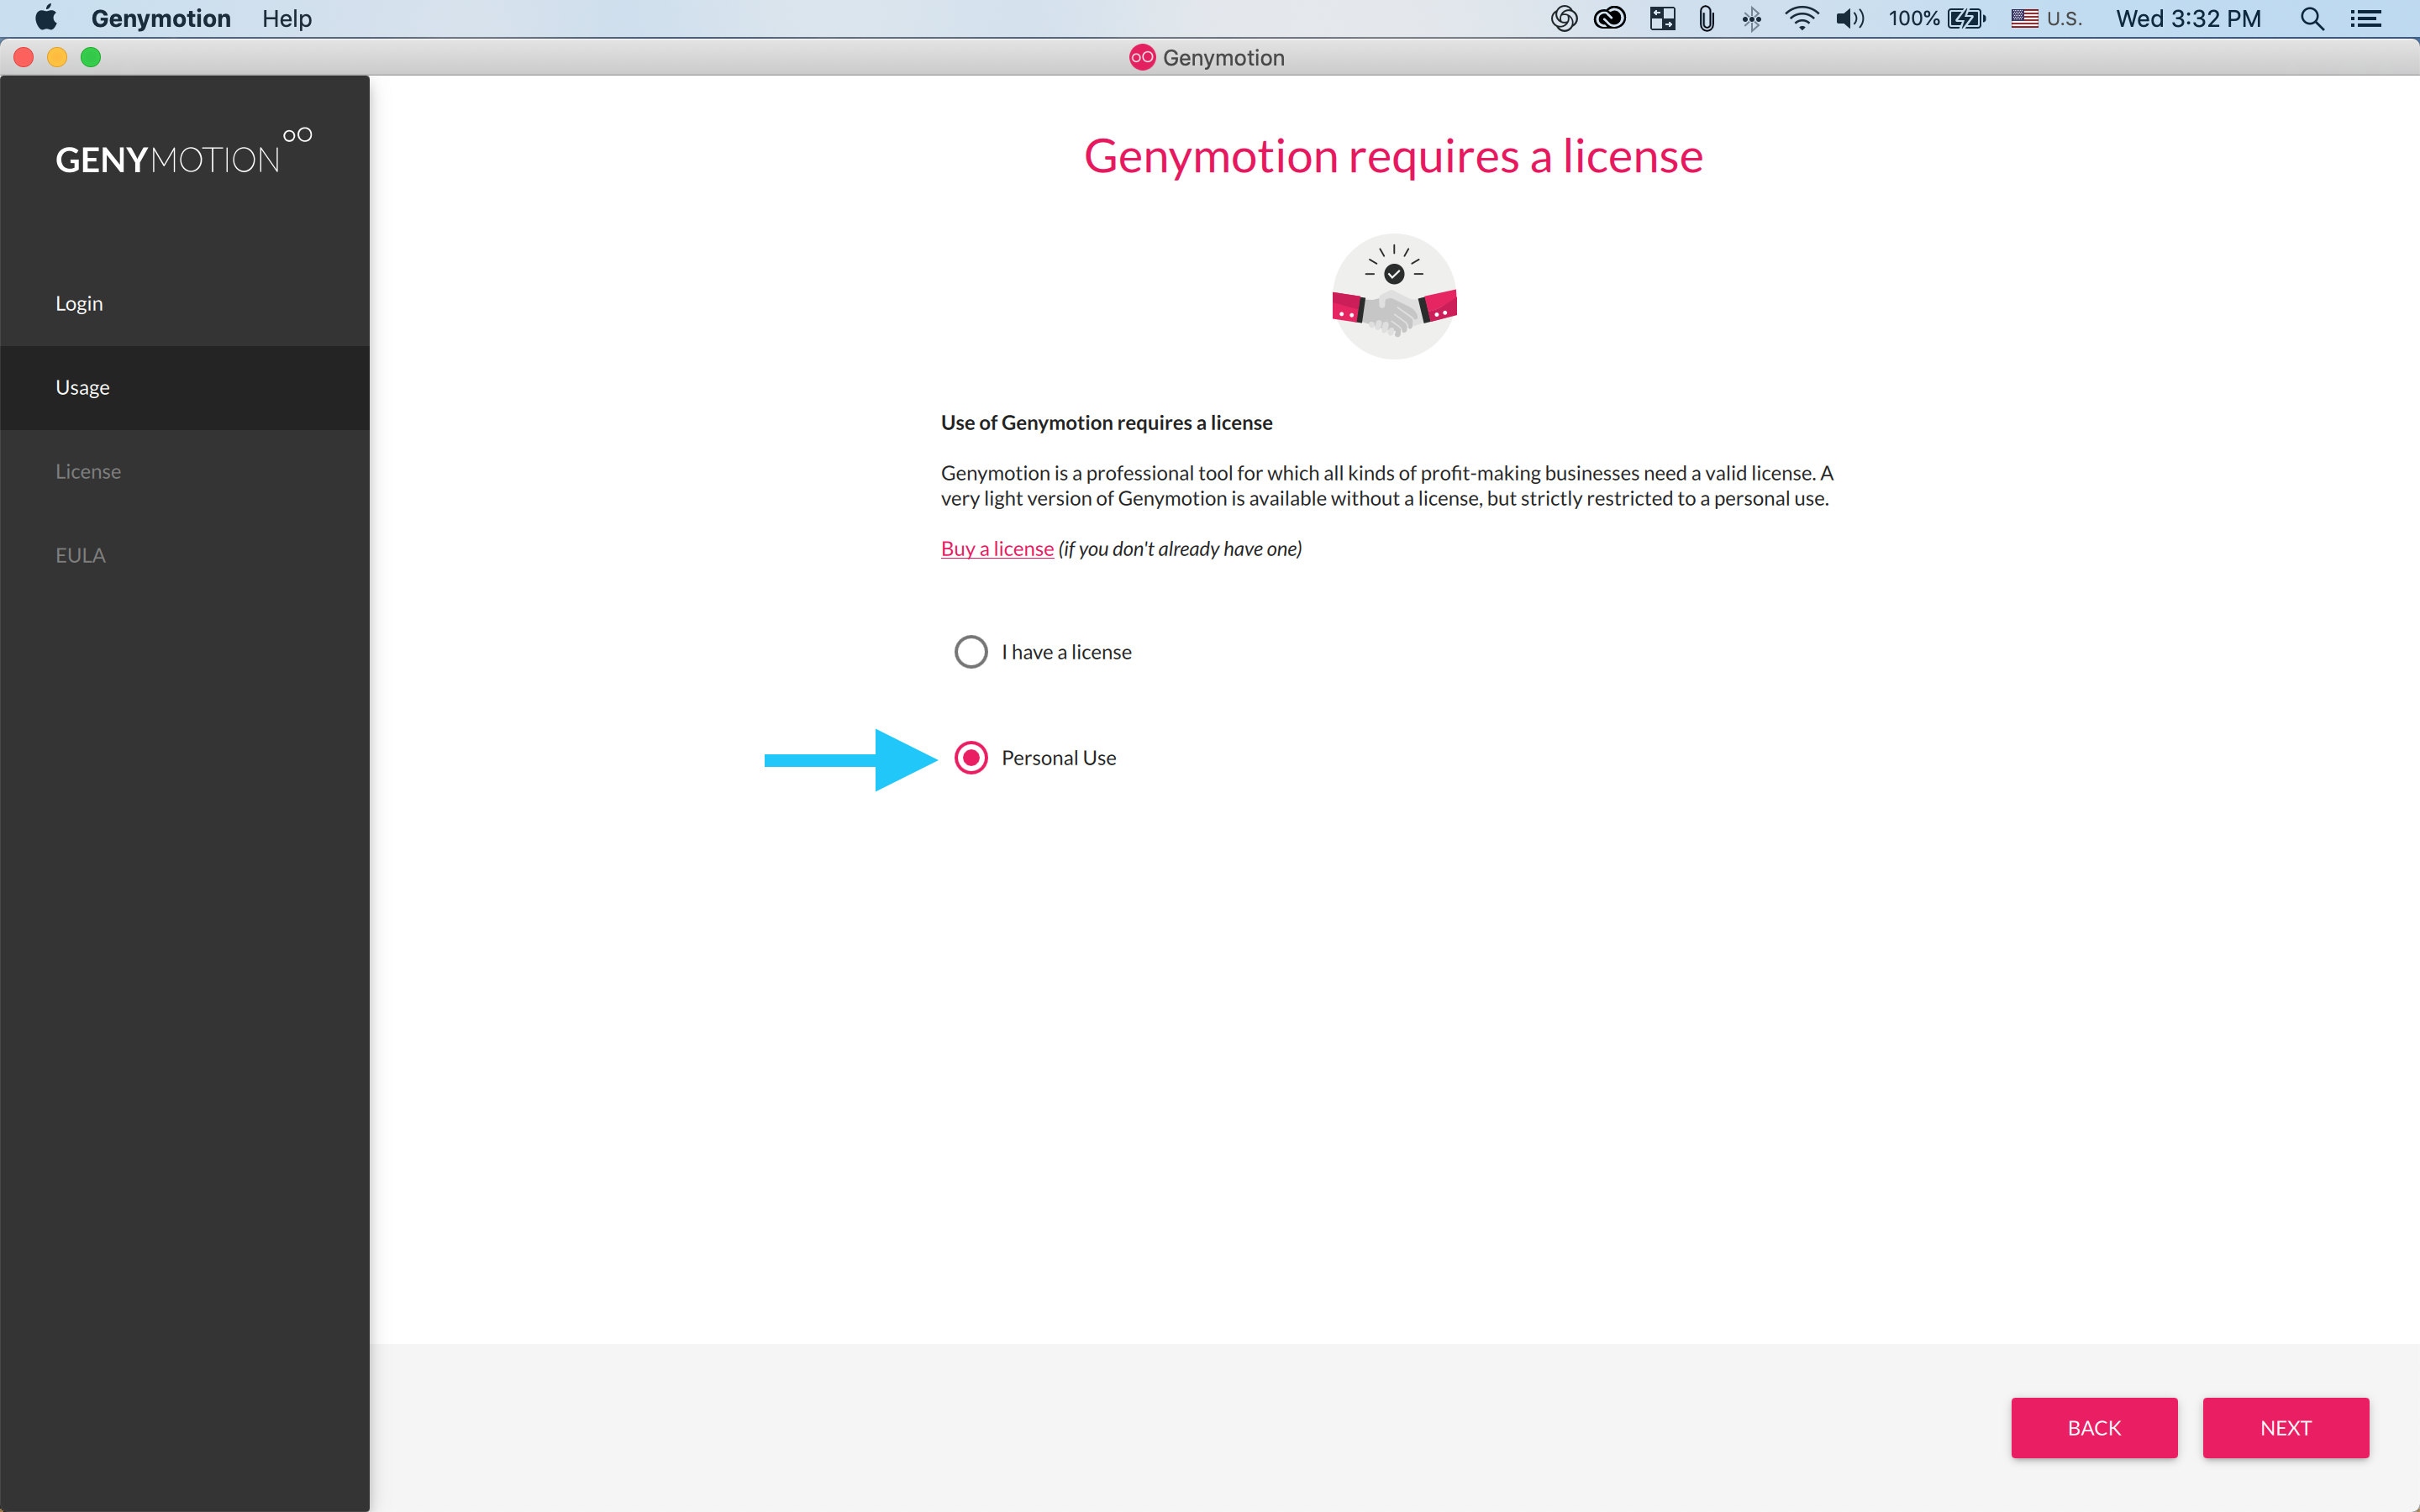 Genymotion Help 100% U.S. Wed 3:32 PM
Genymotion
GENYMOTION
Login
Usage
License
EULA
Genymotion requires a license
Use of Genymotion requires a license
Genymotion is a professional tool for which all kinds of profit-making businesses need a valid license. A
very light version of Genymotion is available without a license, but strictly restricted to a personal use.
Buy a license (if you don't already have one)
I have a license
Personal Use
BACK NEXT